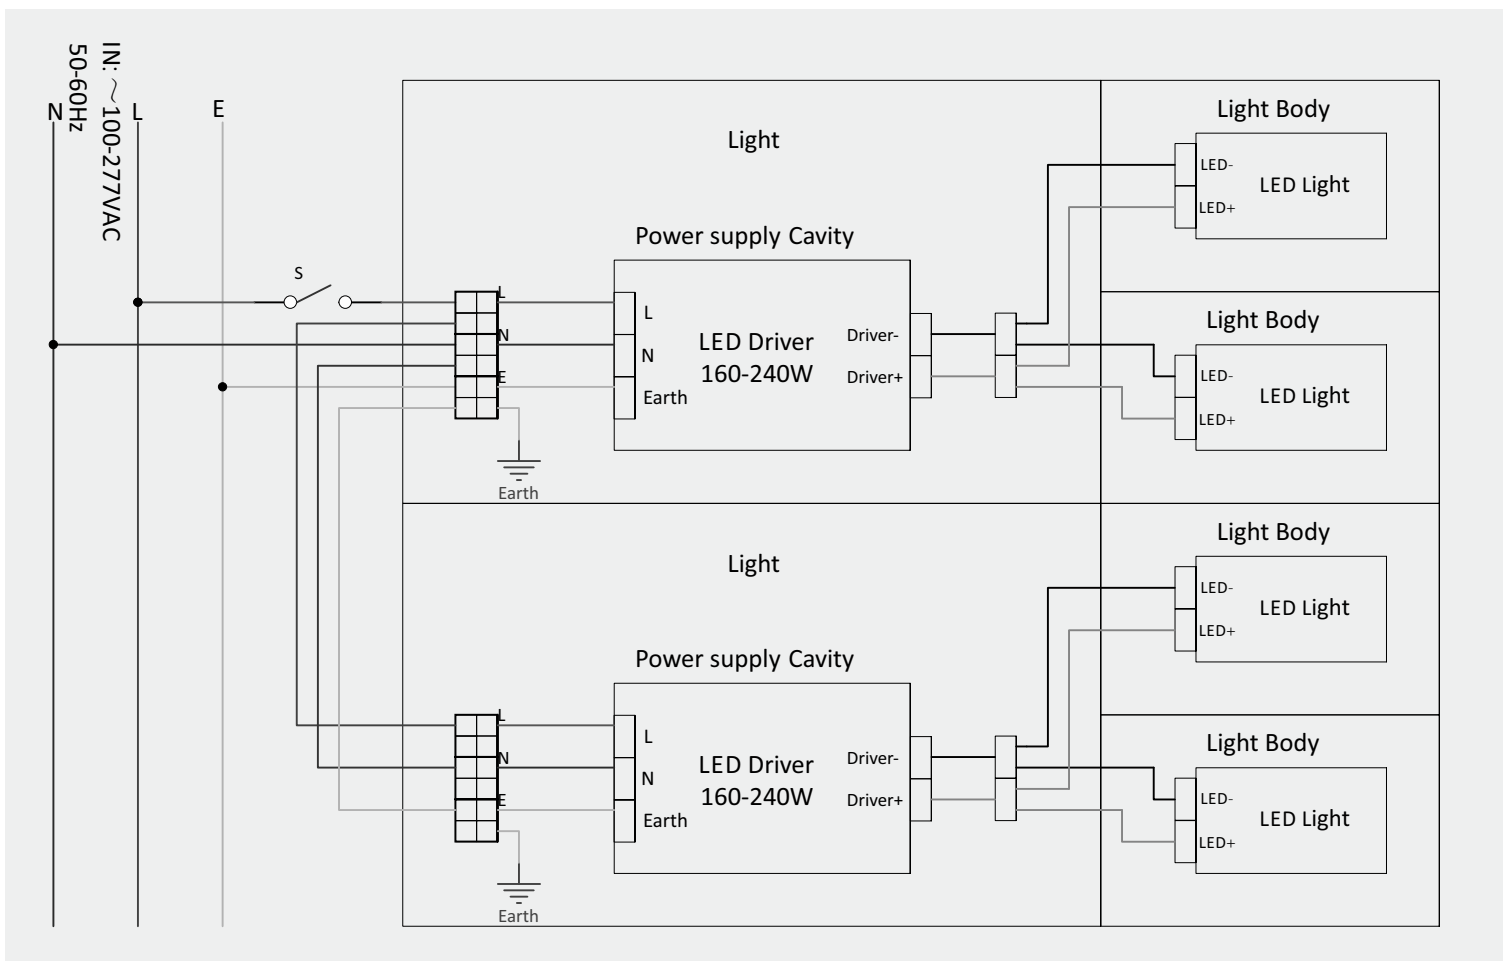 IN: ~100-277VAC
50-60Hz
N
L
E
S
Light
Power supply Cavity
L
N
E
L
N
Earth
LED Driver
160-240W
Driver-
Driver+
Earth
Light Body
LED-
LED+
LED Light
Light Body
LED-
LED+
LED Light
Light
Power supply Cavity
L
N
E
L
N
Earth
LED Driver
160-240W
Driver-
Driver+
Earth
Light Body
LED-
LED+
LED Light
Light Body
LED-
LED+
LED Light